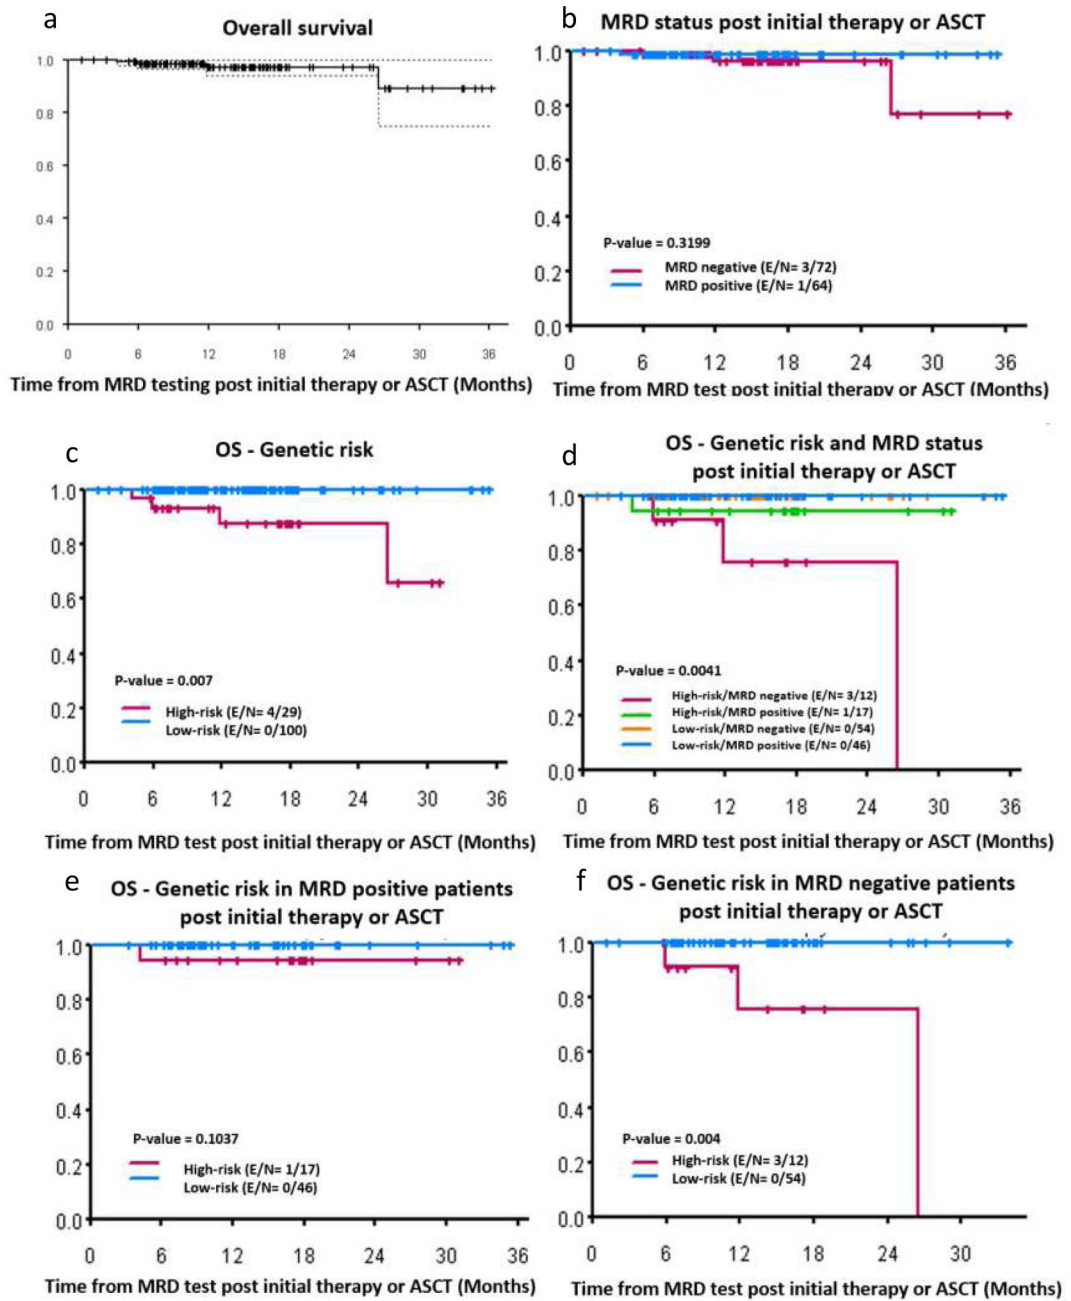 a
Overall survival
1.0
0.8
0.6
0.4
0.2
0.0
0 6 12 18 24 30 36
Time from MRD testing post initial therapy or ASCT (Months)
b
MRD status post initial therapy or ASCT
1.0
0.8
0.6
0.4
0.2
0.0
P-value = 0.3199
MRD negative (E/N= 3/72)
MRD positive (E/N= 1/64)
0 6 12 18 24 30 36
Time from MRD test post initial therapy or ASCT (Months)
c
OS - Genetic risk
1.0
0.8
0.6
0.4
0.2
0.0
P-value = 0.007
High-risk (E/N= 4/29)
Low-risk (E/N= 0/100)
0 6 12 18 24 30 36
Time from MRD test post initial therapy or ASCT (Months)
d
OS - Genetic risk and MRD status
post initial therapy or ASCT
1.0
0.8
0.6
0.4
0.2
0.0
P-value = 0.0041
High-risk/MRD negative (E/N= 3/12)
High-risk/MRD positive (E/N= 1/17)
Low-risk/MRD negative (E/N= 0/54)
Low-risk/MRD positive (E/N= 0/46)
0 6 12 18 24 30 36
Time from MRD test post initial therapy or ASCT (Months)
e
OS - Genetic risk in MRD positive patients
post initial therapy or ASCT
1.0
0.8
0.6
0.4
0.2
0.0
P-value = 0.1037
High-risk (E/N= 1/17)
Low-risk (E/N= 0/46)
0 6 12 18 24 30 36
Time from MRD test post initial therapy or ASCT (Months)
f
OS - Genetic risk in MRD negative patients
post initial therapy or ASCT
1.0
0.8
0.6
0.4
0.2
0.0
P-value = 0.004
High-risk (E/N= 3/12)
Low-risk (E/N= 0/54)
0 6 12 18 24 30
Time from MRD test post initial therapy or ASCT (Months)